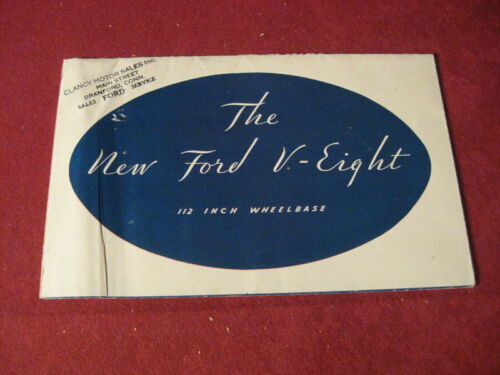 CLANCY MOTOR SALES Inc.
MAIN STREET
BRANFORD, CONN.
SALES FORD SERVICE
The
New Ford V-Eight
112 INCH WHEELBASE